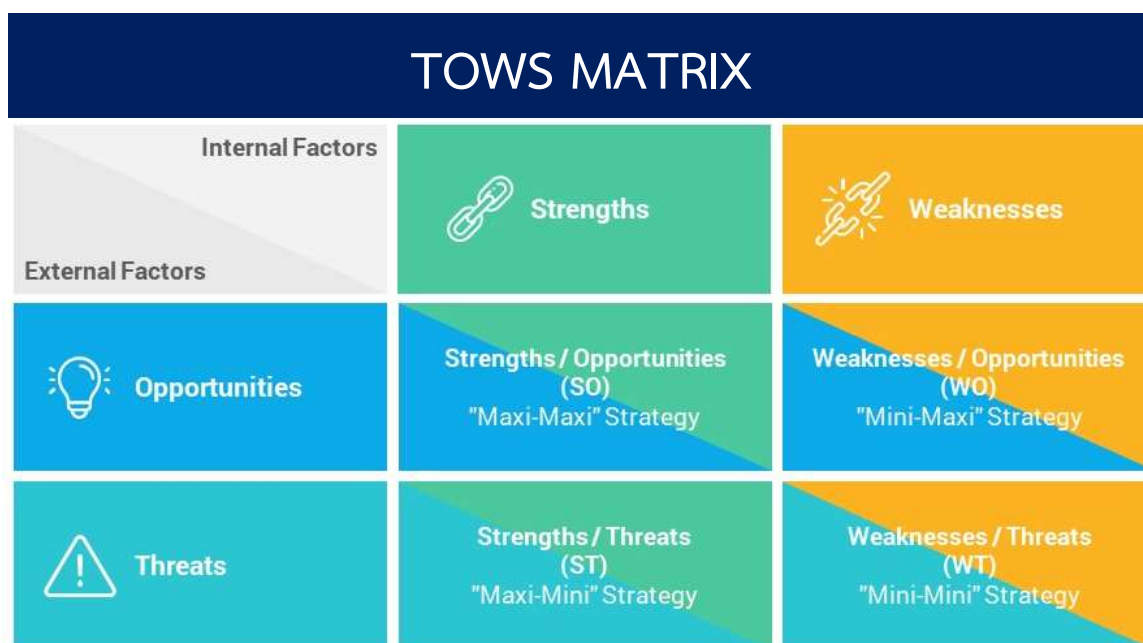 TOWS MATRIX
Internal Factors
External Factors
Strengths
Weaknesses
Opportunities
Strengths / Opportunities
(SO)
"Maxi-Maxi" Strategy
Weaknesses / Opportunities
(WO)
"Mini-Maxi" Strategy
Threats
Strengths / Threats
(ST)
"Maxi-Mini" Strategy
Weaknesses / Threats
(WT)
"Mini-Mini" Strategy